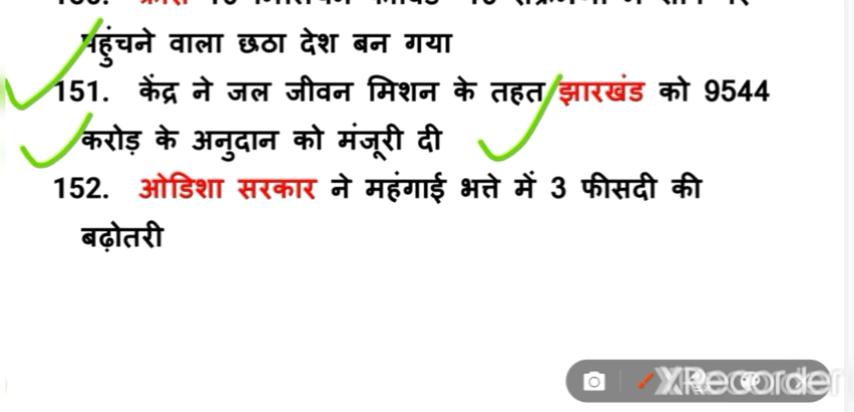 पहुंचने वाला छठा देश बन गया
151. केंद्र ने जल जीवन मिशन के तहत झारखंड को 9544
करोड़ के अनुदान को मंजूरी दी
152. ओडिशा सरकार ने महंगाई भत्ते में 3 फीसदी की
बढ़ोतरी
XRecorder